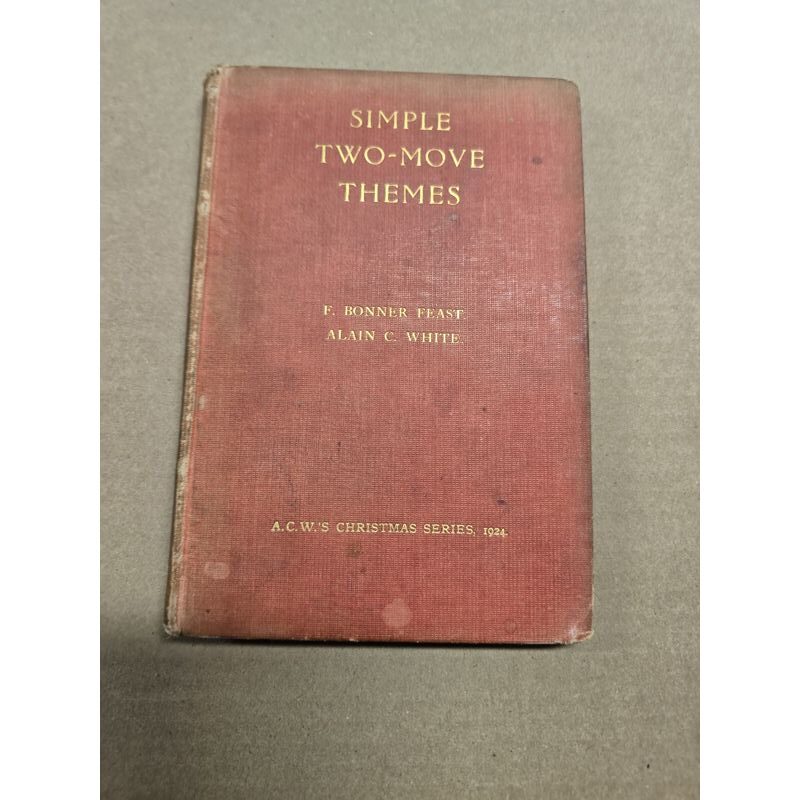 SIMPLE
TWO-MOVE
THEMES
F. BONNER FEAST.
ALAIN C. WHITE.
A.C.W.'S CHRISTMAS SERIES, 1924.